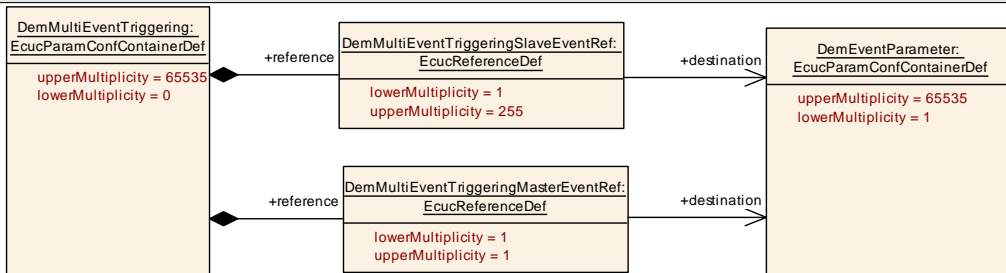 DemMultiEventTriggering:
EcucParamConfContainerDef
upperMultiplicity = 65535
lowerMultiplicity = 0
+reference
DemMultiEventTriggeringSlaveEventRef:
EcucReferenceDef
lowerMultiplicity = 1
upperMultiplicity = 255
+destination
DemEventParameter:
EcucParamConfContainerDef
upperMultiplicity = 65535
lowerMultiplicity = 1
+reference
DemMultiEventTriggeringMasterEventRef:
EcucReferenceDef
lowerMultiplicity = 1
upperMultiplicity = 1
+destination